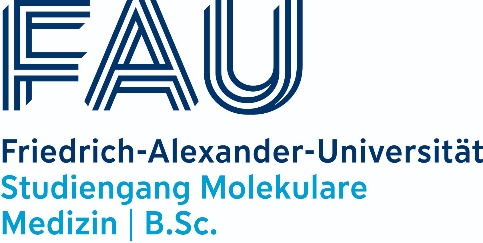 FAU
Friedrich-Alexander-Universität
Studiengang Molekulare
Medizin | B.Sc.